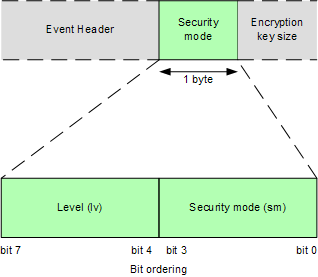 Event Header
Security
mode
Encryption
key size
1 byte
Level (lv)
Security mode (sm)
bit 7
bit 4
bit 3
bit 0
Bit ordering